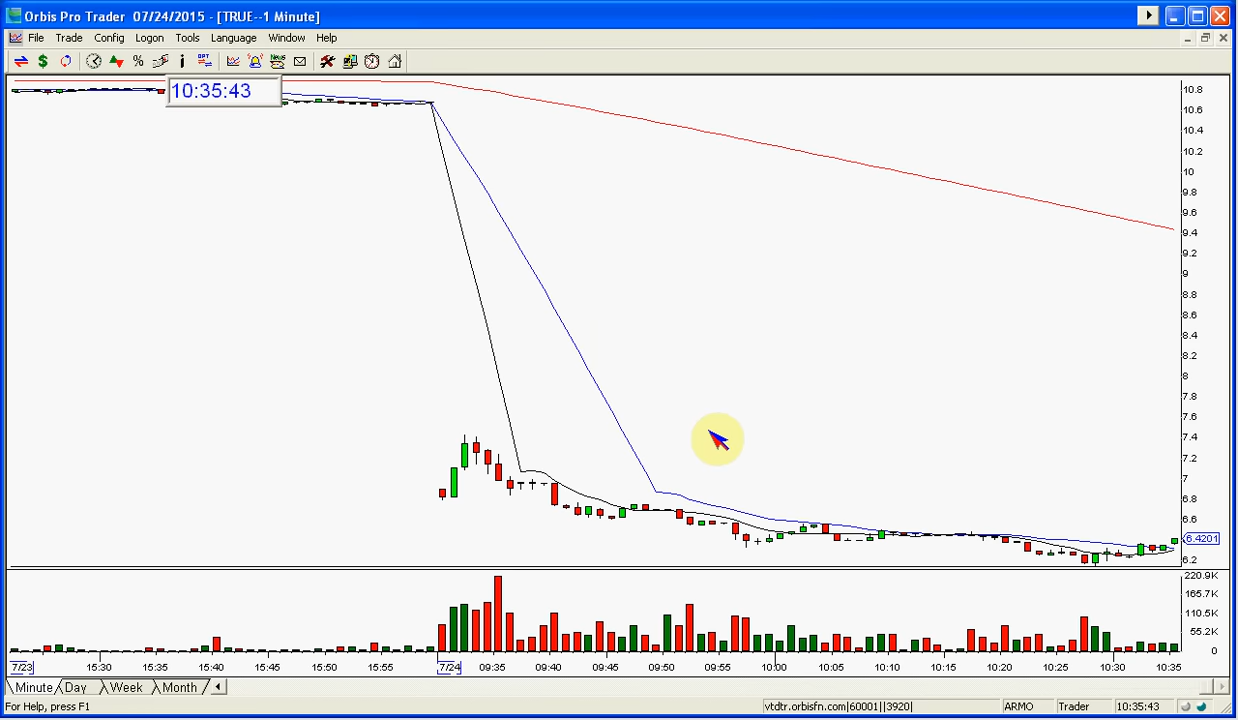 Orbis Pro Trader 07/24/2015 - [TRUE--1 Minute]
File Trade Config Logon Tools Language Window Help
OPT News
10:35:43
10.8
10.6
10.4
10.2
10
9.8
9.6
9.4
9.2
9
8.8
8.6
8.4
8.2
8
7.8
7.6
7.4
7.2
7
6.8
6.6
6.4201
6.2
220.9K
165.7K
110.5K
55.2K
0
7/23 15:30 15:35 15:40 15:45 15:50 15:55 7/24 09:35 09:40 09:45 09:50 09:55 10:00 10:05 10:10 10:15 10:20 10:25 10:30 10:35
Minute Day Week Month
For Help, press F1 vtdtr.orbisfn.com|60001||3920| ARMO Trader 10:35:43